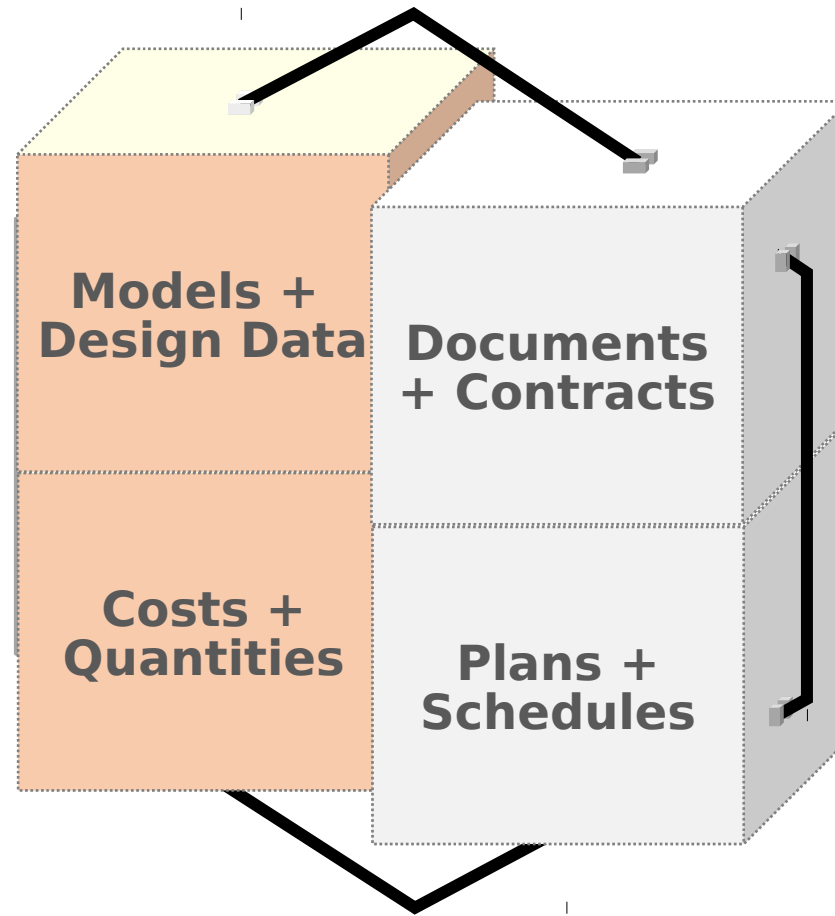 Models +
Design Data
Documents
+ Contracts
Costs +
Quantities
Plans +
Schedules